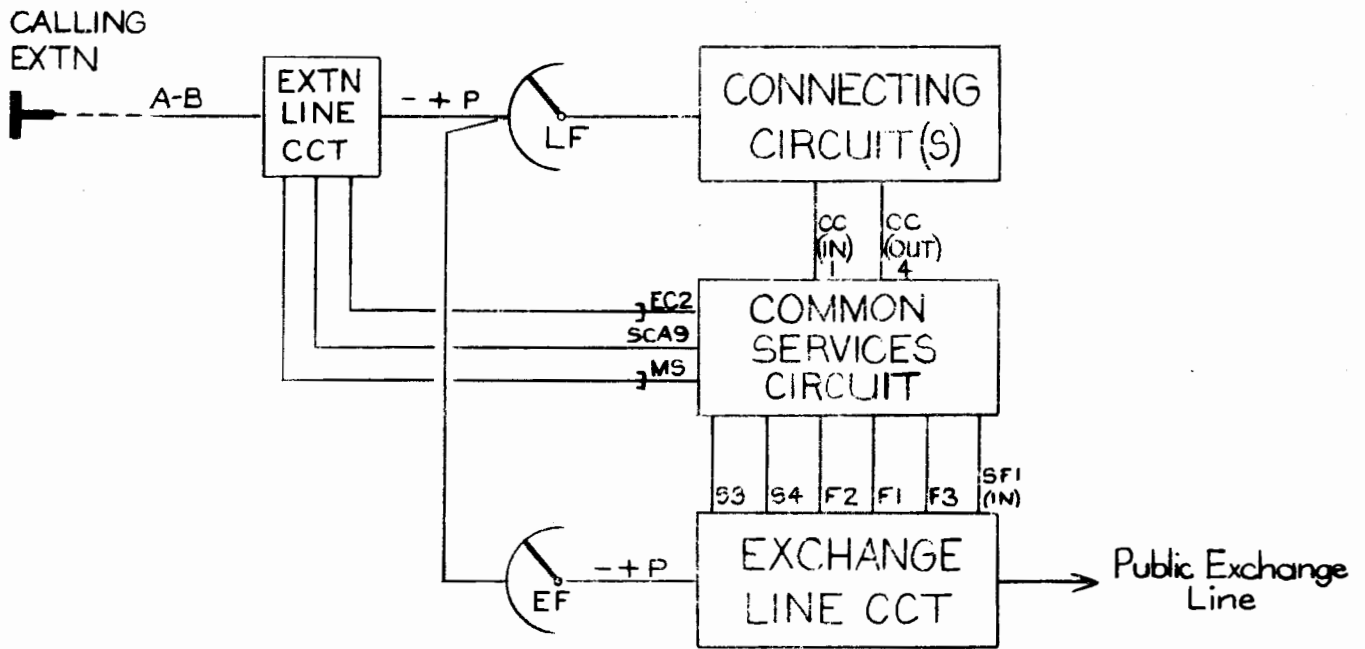 CALLING
EXTN
A-B
EXTN
LINE
CCT
- + P
LF
CONNECTING
CIRCUIT(S)
CC
(IN)
1
CC
(OUT)
4
EC2
SCA9
MS
COMMON
SERVICES
CIRCUIT
S3
S4
F2
F1
F3
SF1
(IN)
EF
- + P
EXCHANGE
LINE CCT
Public Exchange
Line